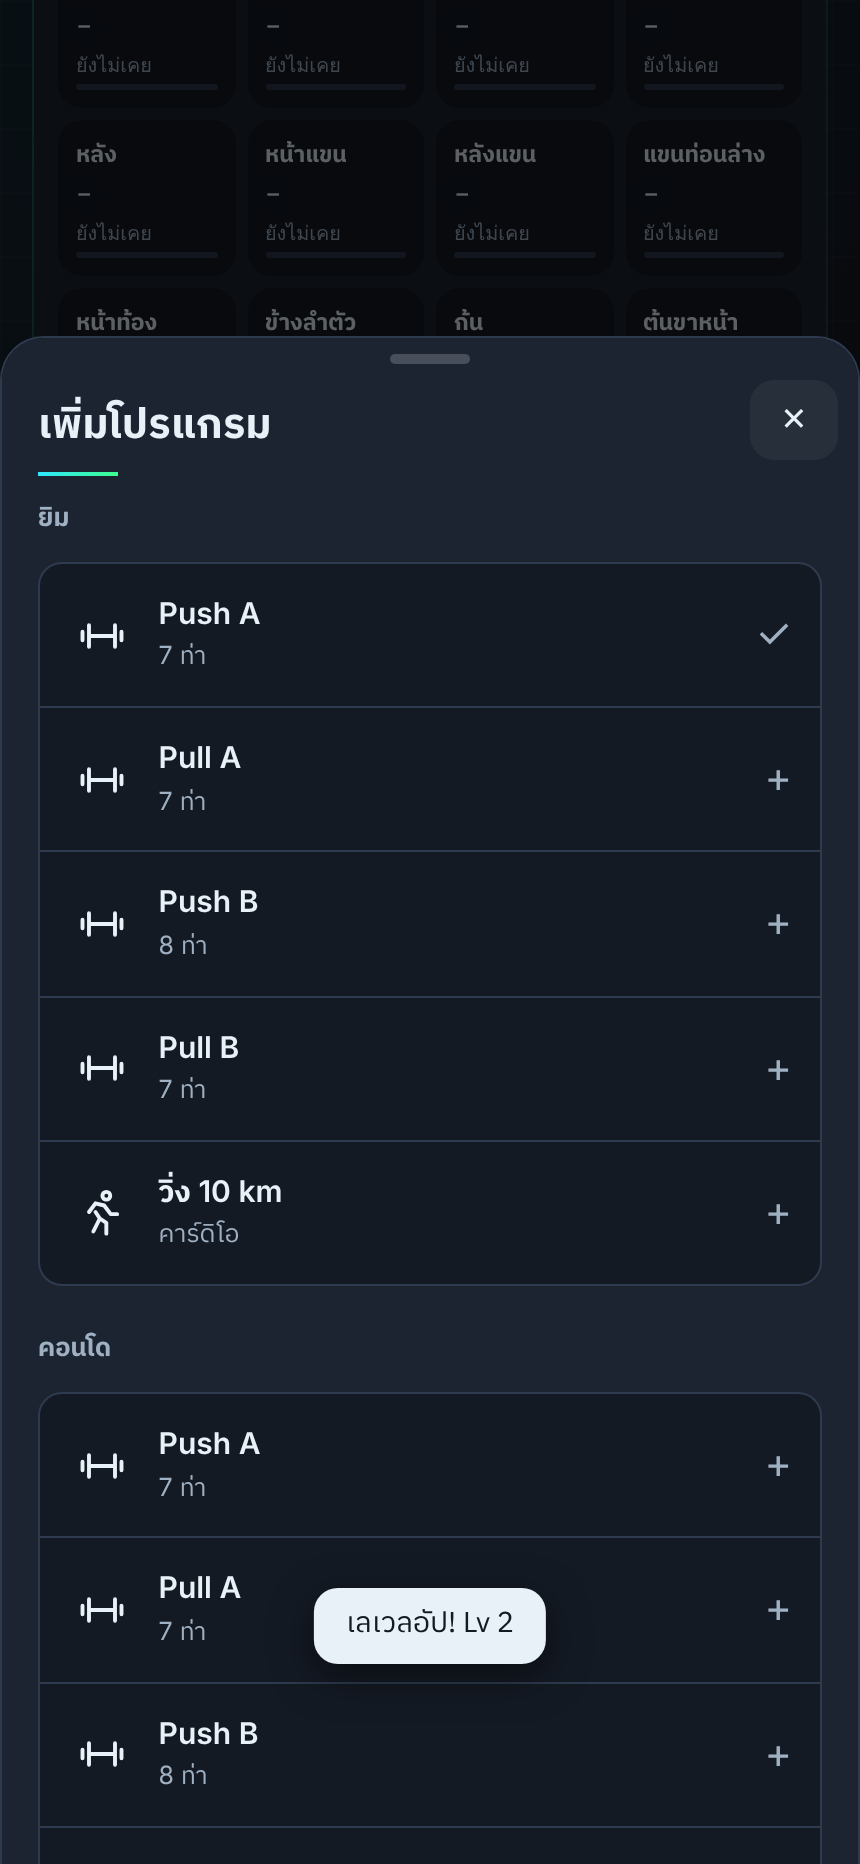 –
–
–
–
ยังไม่เคย
ยังไม่เคย
ยังไม่เคย
ยังไม่เคย
หลัง
หน้าแขน
หลังแขน
แขนท่อนล่าง
–
–
–
–
ยังไม่เคย
ยังไม่เคย
ยังไม่เคย
ยังไม่เคย
หน้าท้อง
ข้างลำตัว
ก้น
ต้นขาหน้า
เพิ่มโปรแกรม
ยิม
Push A
7 ท่า
Pull A
7 ท่า
Push B
8 ท่า
Pull B
7 ท่า
วิ่ง 10 km
คาร์ดิโอ
คอนโด
Push A
7 ท่า
Pull A
7 ท่า
เลเวลอัป! Lv 2
Push B
8 ท่า